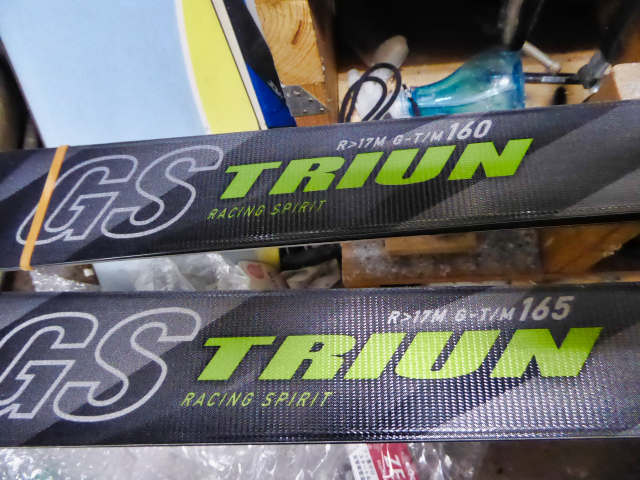 R>17M G-T/M 160
GS TRIUN
RACING SPIRIT
R>17M G-T/M 165
GS TRIUN
RACING SPIRIT